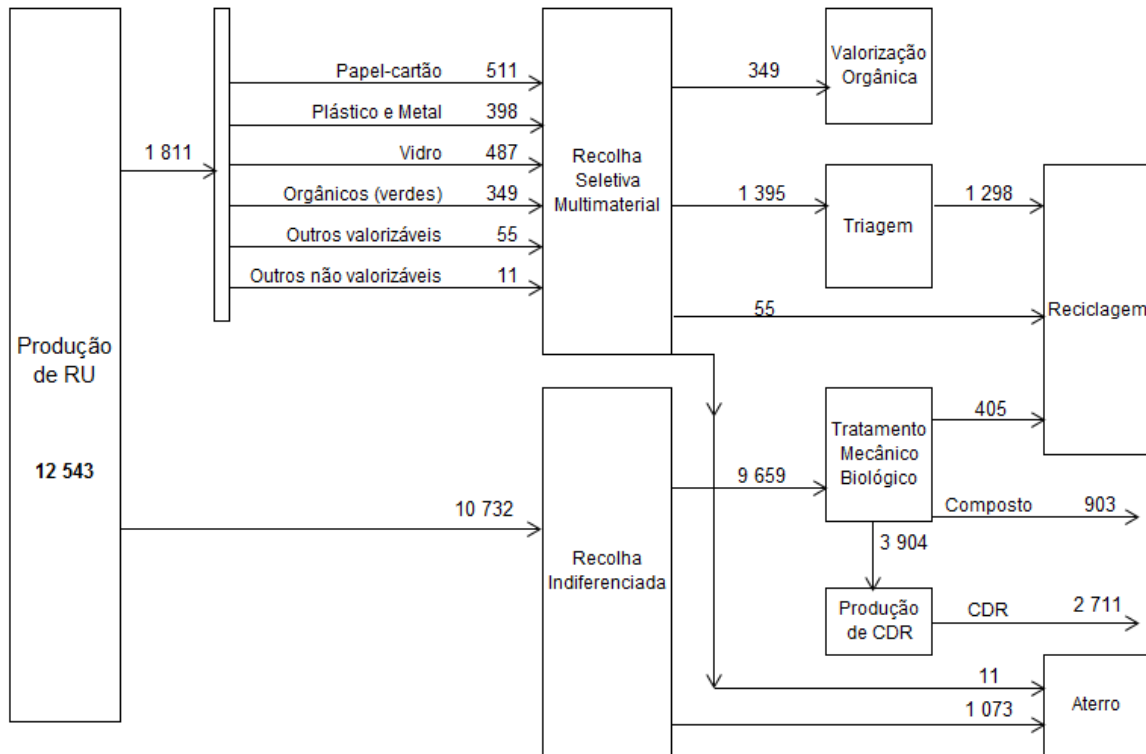 Produção
de RU
12 543
1 811
Papel-cartão 511
Plástico e Metal 398
Vidro 487
Orgânicos (verdes) 349
Outros valorizáveis 55
Outros não valorizáveis 11
10 732
Recolha
Seletiva
Multimaterial
349
Valorização
Orgânica
1 395
Triagem
1 298
55
Reciclagem
Recolha
Indiferenciada
9 659
Tratamento
Mecânico
Biológico
405
Composto 903
3 904
Produção
de CDR
CDR 2 711
11
1 073
Aterro